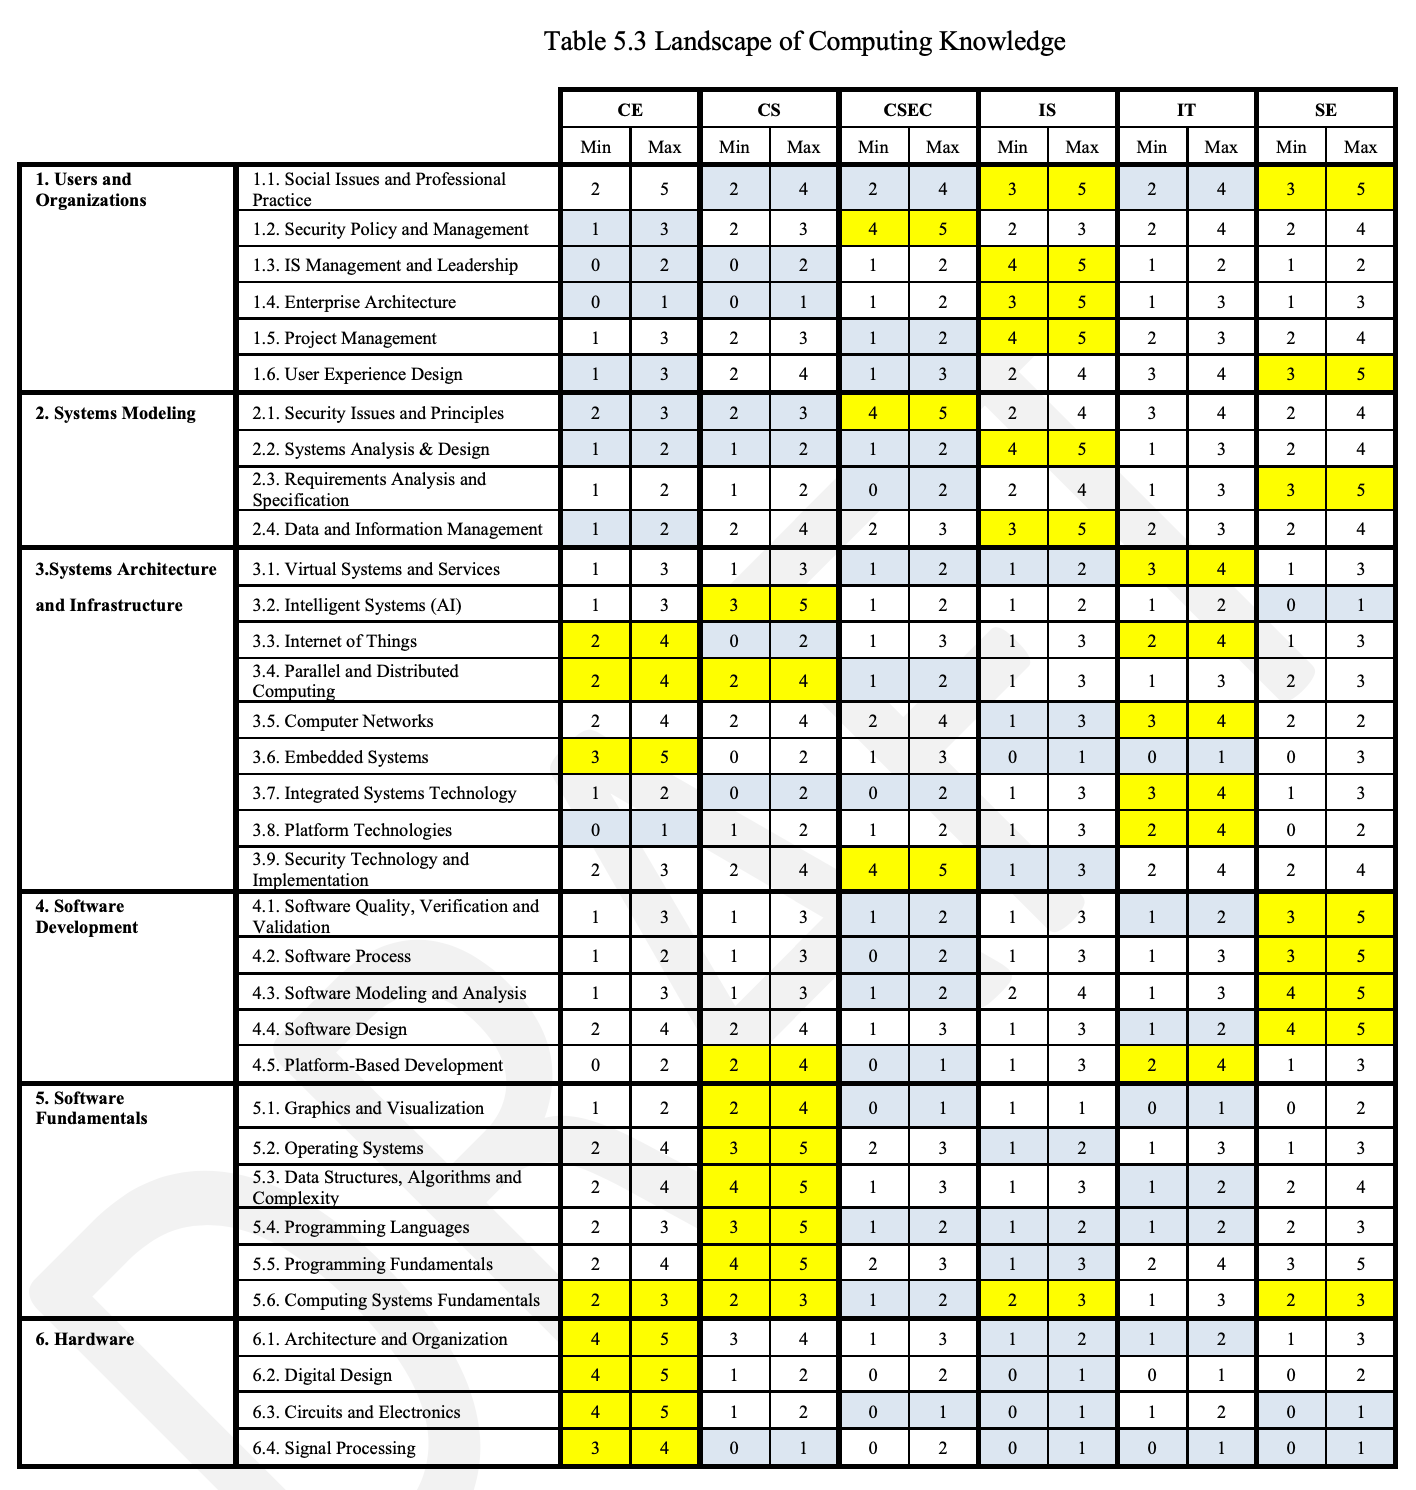 Table 5.3 Landscape of Computing Knowledge
CE CS CSEC IS IT SE
Min Max Min Max Min Max Min Max Min Max Min Max
1. Users and
Organizations
1.1. Social Issues and Professional
Practice
2 5 2 4 2 4 3 5 2 4 3 5
1.2. Security Policy and Management 1 3 2 3 4 5 2 3 2 4 2 4
1.3. IS Management and Leadership 0 2 0 2 1 2 4 5 1 2 1 2
1.4. Enterprise Architecture 0 1 0 1 1 2 3 5 1 3 1 3
1.5. Project Management 1 3 2 3 1 2 4 5 2 3 2 4
1.6. User Experience Design 1 3 2 4 1 3 2 4 3 4 3 5
2. Systems Modeling 2.1. Security Issues and Principles 2 3 2 3 4 5 2 4 3 4 2 4
2.2. Systems Analysis & Design 1 2 1 2 1 2 4 5 1 3 2 4
2.3. Requirements Analysis and
Specification
1 2 1 2 0 2 2 4 1 3 3 5
2.4. Data and Information Management 1 2 2 4 2 3 3 5 2 3 2 4
3.Systems Architecture
and Infrastructure
3.1. Virtual Systems and Services 1 3 1 3 1 2 1 2 3 4 1 3
3.2. Intelligent Systems (AI) 1 3 3 5 1 2 1 2 1 2 0 1
3.3. Internet of Things 2 4 0 2 1 3 1 3 2 4 1 3
3.4. Parallel and Distributed
Computing
2 4 2 4 1 2 1 3 1 3 2 3
3.5. Computer Networks 2 4 2 4 2 4 1 3 3 4 2 2
3.6. Embedded Systems 3 5 0 2 1 3 0 1 0 1 0 3
3.7. Integrated Systems Technology 1 2 0 2 0 2 1 3 3 4 1 3
3.8. Platform Technologies 0 1 1 2 1 2 1 3 2 4 0 2
3.9. Security Technology and
Implementation
2 3 2 4 4 5 1 3 2 4 2 4
4. Software
Development
4.1. Software Quality, Verification and
Validation
1 3 1 3 1 2 1 3 1 2 3 5
4.2. Software Process 1 2 1 3 0 2 1 3 1 3 3 5
4.3. Software Modeling and Analysis 1 3 1 3 1 2 2 4 1 3 4 5
4.4. Software Design 2 4 2 4 1 3 1 3 1 2 4 5
4.5. Platform-Based Development 0 2 2 4 0 1 1 3 2 4 1 3
5. Software
Fundamentals
5.1. Graphics and Visualization 1 2 2 4 0 1 1 1 0 1 0 2
5.2. Operating Systems 2 4 3 5 2 3 1 2 1 3 1 3
5.3. Data Structures, Algorithms and
Complexity
2 4 4 5 1 3 1 3 1 2 2 4
5.4. Programming Languages 2 3 3 5 1 2 1 2 1 2 2 3
5.5. Programming Fundamentals 2 4 4 5 2 3 1 3 2 4 3 5
5.6. Computing Systems Fundamentals 2 3 2 3 1 2 2 3 1 3 2 3
6. Hardware 6.1. Architecture and Organization 4 5 3 4 1 3 1 2 1 2 1 3
6.2. Digital Design 4 5 1 2 0 2 0 1 0 1 0 2
6.3. Circuits and Electronics 4 5 1 2 0 1 0 1 1 2 0 1
6.4. Signal Processing 3 4 0 1 0 2 0 1 0 1 0 1
DRAFT